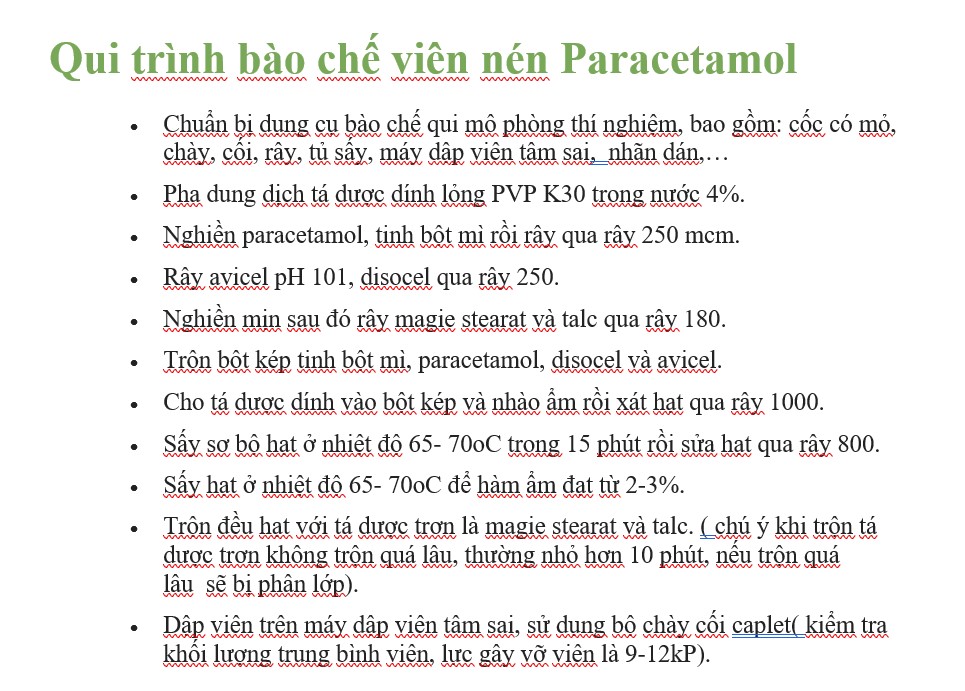 Qui trình bào chế viên nén Paracetamol
• Chuẩn bị dụng cụ bào chế qui mô phòng thí nghiệm, bao gồm: cốc có mỏ,
chày, cối, rây, tủ sấy, máy dập viên tâm sai,  nhãn dán,…
• Pha dung dịch tá dược dính lỏng PVP K30 trong nước 4%.
• Nghiền paracetamol, tinh bột mì rồi rây qua rây 250 mcm.
• Rây avicel pH 101, disocel qua rây 250.
• Nghiền mịn sau đó rây magie stearat và talc qua rây 180.
• Trộn bột kép tinh bột mì, paracetamol, disocel và avicel.
• Cho tá dược dính vào bột kép và nhào ẩm rồi xát hạt qua rây 1000.
• Sấy sơ bộ hạt ở nhiệt độ 65- 70oC trong 15 phút rồi sửa hạt qua rây 800.
• Sấy hạt ở nhiệt độ 65- 70oC để hàm ẩm đạt từ 2-3%.
• Trộn đều hạt với tá dược trơn là magie stearat và talc. ( chú ý khi trộn tá
dược trơn không trộn quá lâu, thường nhỏ hơn 10 phút, nếu trộn quá
lâu  sẽ bị phân lớp).
• Dập viên trên máy dập viên tâm sai, sử dụng bộ chày cối caplet( kiểm tra
khối lượng trung bình viên, lực gây vỡ viên là 9-12kP).